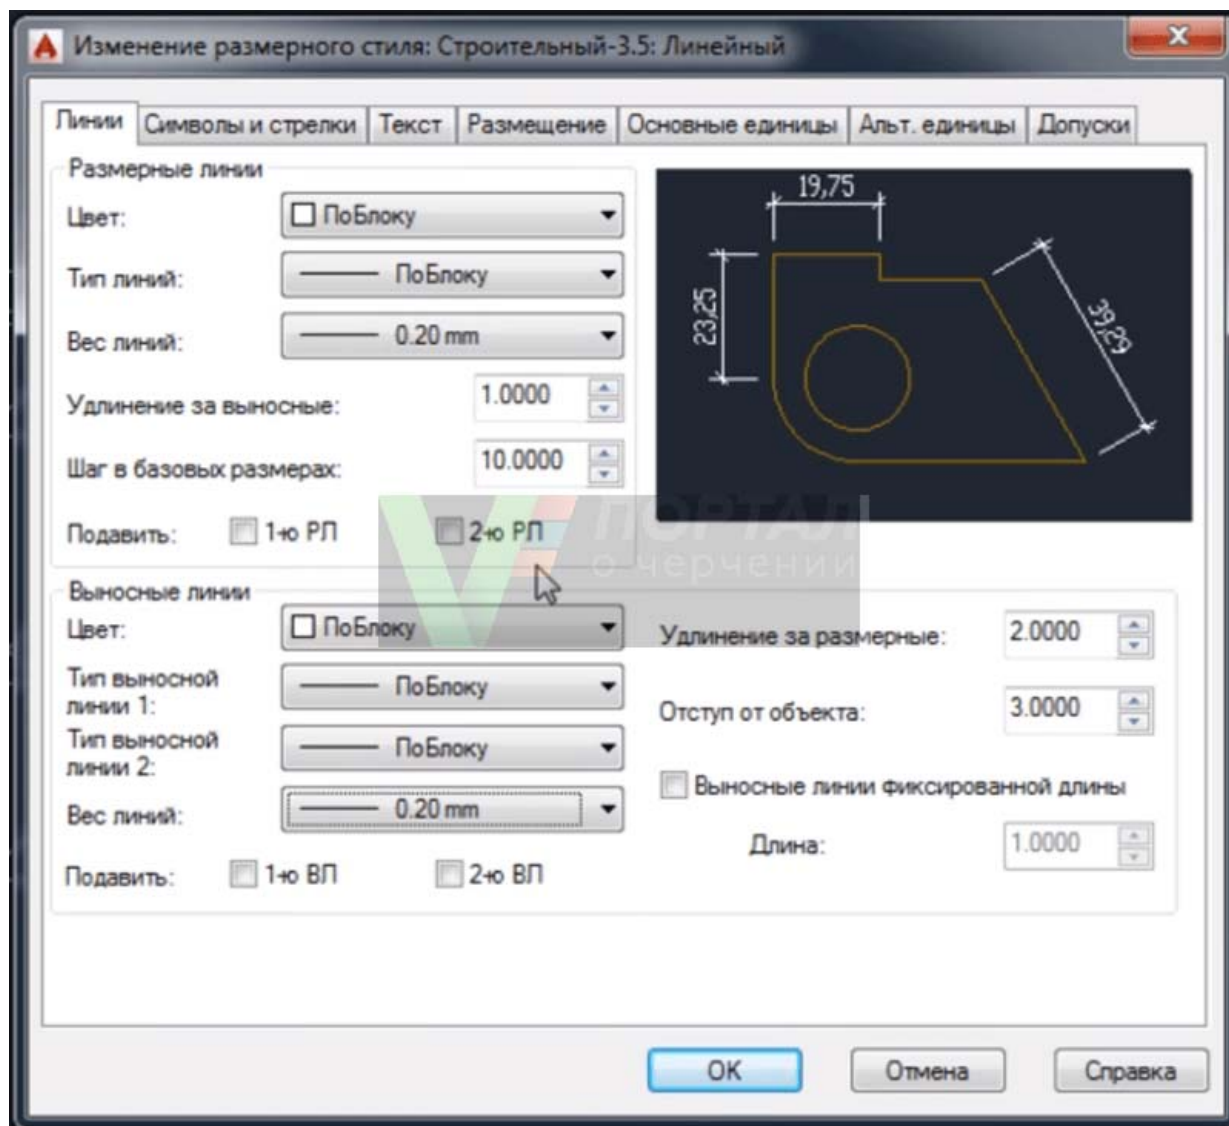 Изменение размерного стиля: Строительный-3.5: Линейный
Линии
Символы и стрелки
Текст
Размещение
Основные единицы
Альт. единицы
Допуски
Размерные линии
Цвет:
ПоБлоку
Тип линий:
ПоБлоку
Вес линий:
0.20 mm
Удлинение за выносные:
1.0000
Шаг в базовых размерах:
10.0000
Подавить:
1-ю РЛ
2-ю РЛ
19,75
23,25
39,29
ПОРТАЛ
о черчении
Выносные линии
Цвет:
ПоБлоку
Тип выносной
линии 1:
ПоБлоку
Тип выносной
линии 2:
ПоБлоку
Вес линий:
0.20 mm
Подавить:
1-ю ВЛ
2-ю ВЛ
Удлинение за размерные:
2.0000
Отступ от объекта:
3.0000
Выносные линии фиксированной длины
Длина:
1.0000
OK
Отмена
Справка